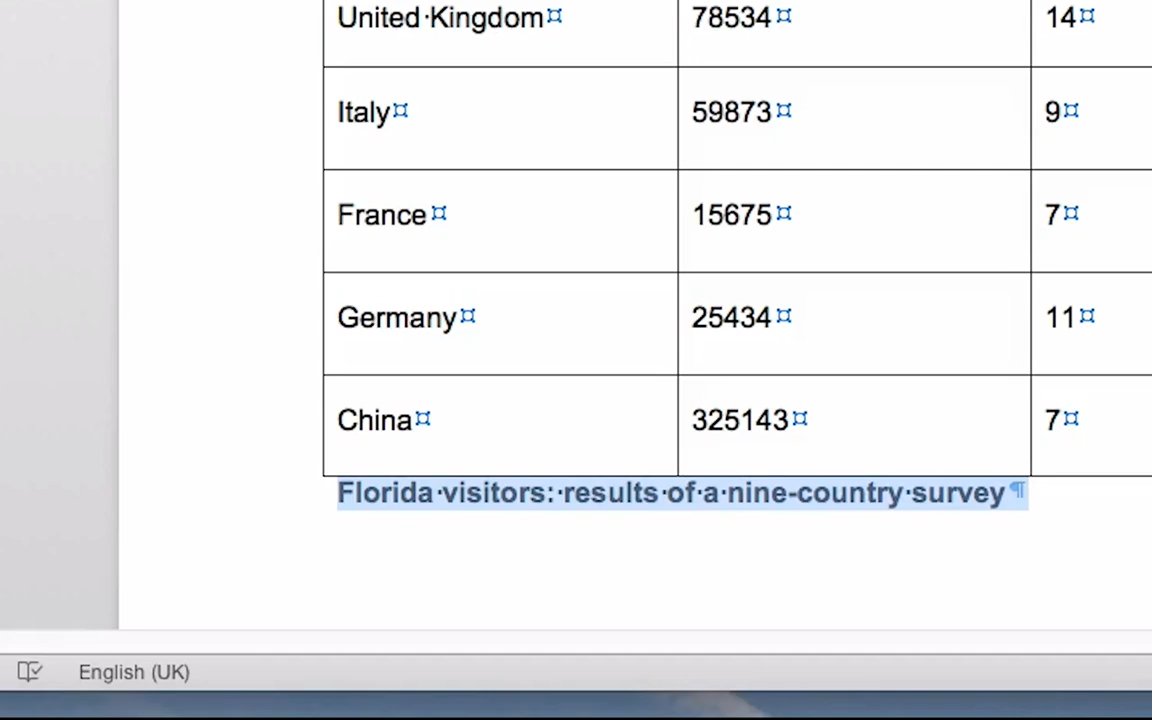 United Kingdom 78534 14
Italy 59873 9
France 15675 7
Germany 25434 11
China 325143 7
Florida visitors: results of a nine-country survey ¶
English (UK)